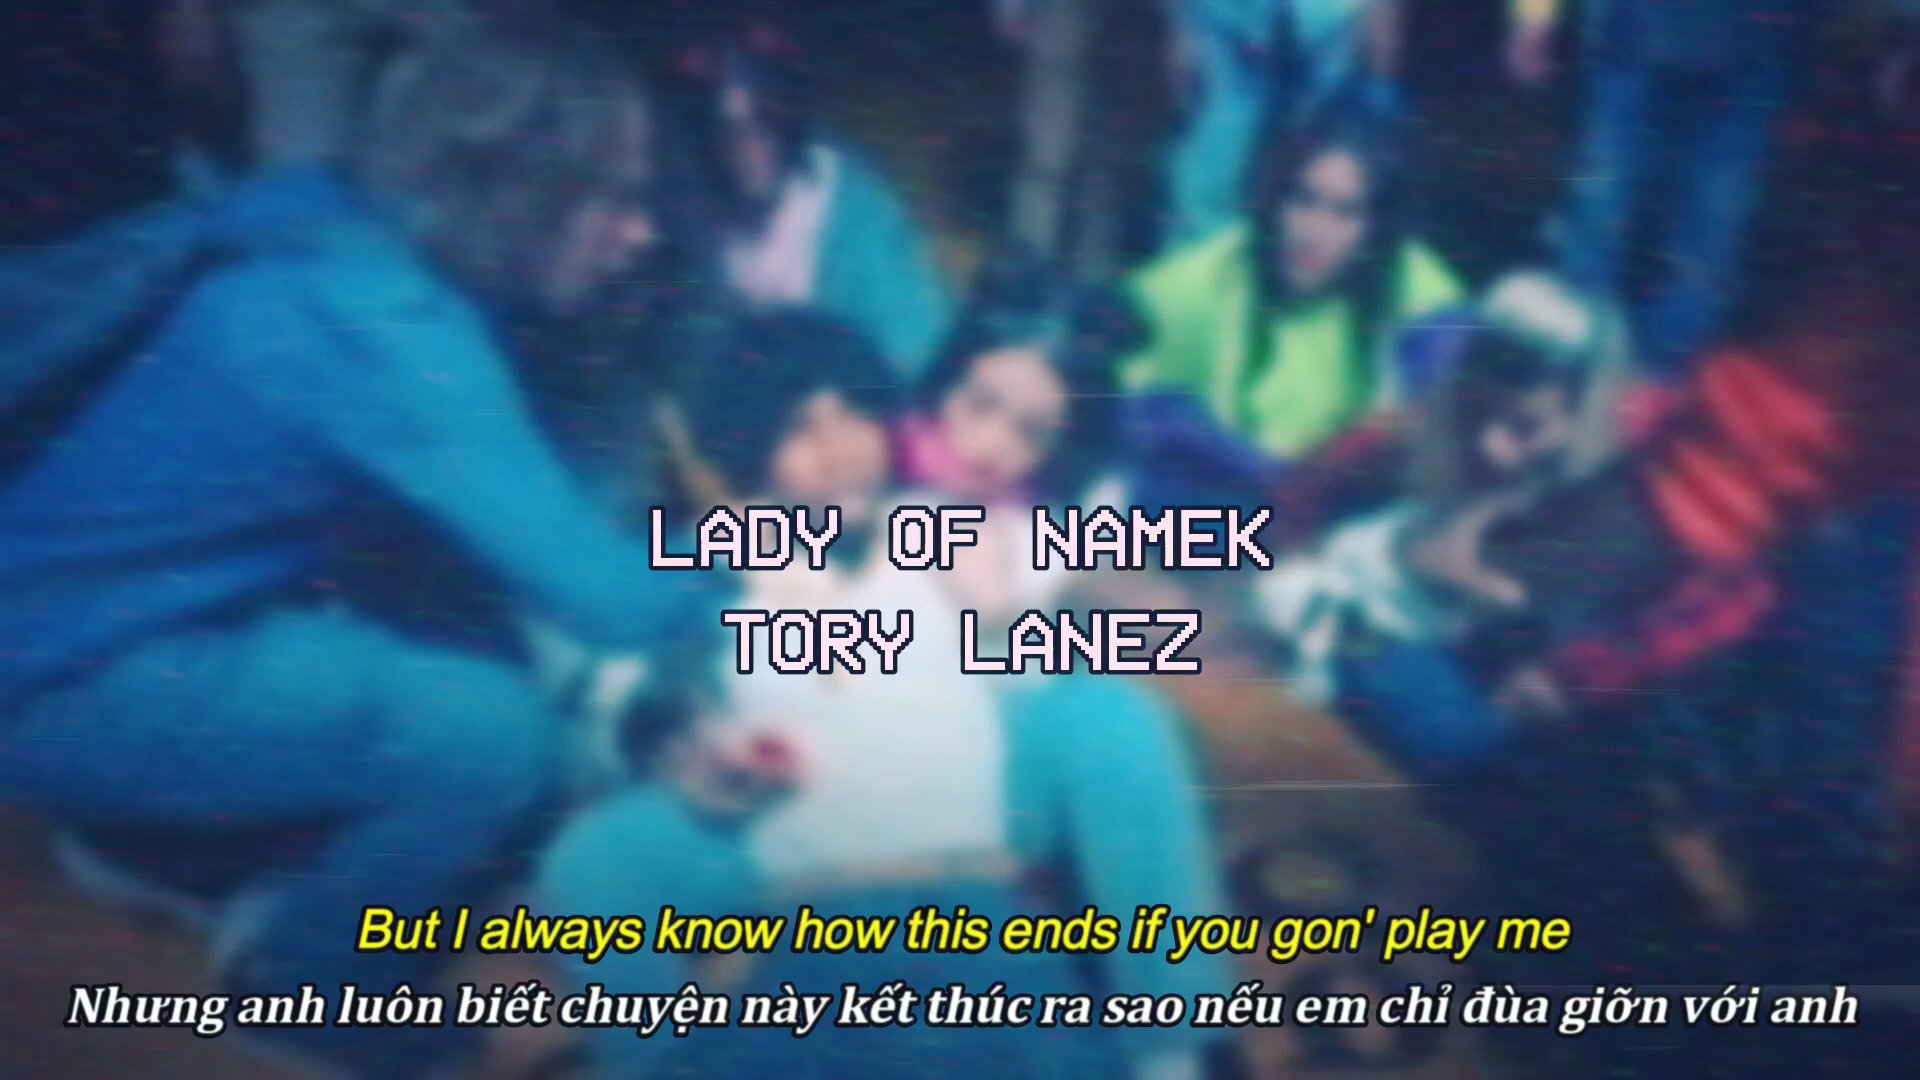 LADY OF NAMEK
TORY LANEZ
But I always know how this ends if you gon' play me
Nhưng anh luôn biết chuyện này kết thúc ra sao nếu em chỉ đùa giỡn với anh